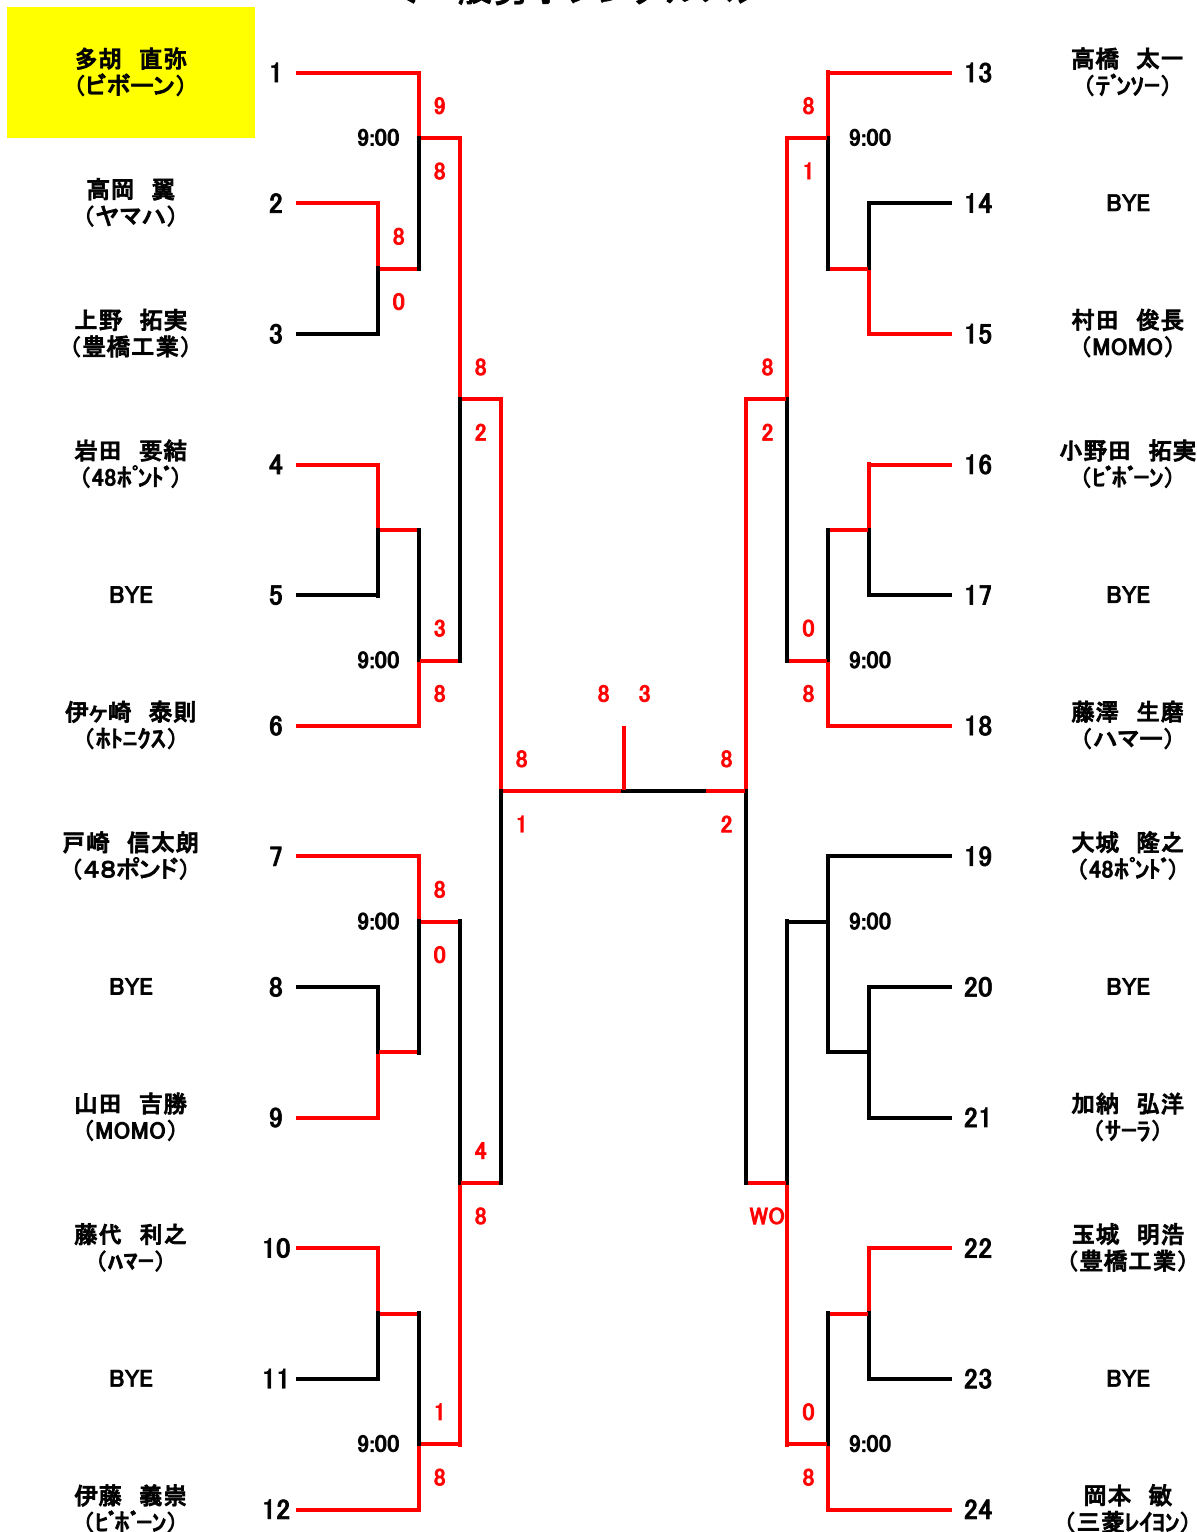 多胡 直弥
(ビボーン)
1
9
9:00
8
高岡 翼
(ヤマハ)
2
8
0
上野 拓実
(豊橋工業)
3
8
2
岩田 要結
(48ポンド)
4
BYE
5
3
9:00
8
伊ヶ崎 泰則
(ホトニクス)
6
8
1
戸崎 信太朗
(48ポンド)
7
8
9:00
0
BYE
8
山田 吉勝
(MOMO)
9
4
8
藤代 利之
(ハマー)
10
BYE
11
1
9:00
8
伊藤 義崇
(ビボーン)
12
8 3
高橋 太一
(デンソー)
13
8
9:00
1
14
BYE
15
村田 俊長
(MOMO)
8
2
16
小野田 拓実
(ビボーン)
17
BYE
0
9:00
8
18
藤澤 生磨
(ハマー)
8
2
19
大城 隆之
(48ポンド)
9:00
20
BYE
21
加納 弘洋
(サーラ)
WO
22
玉城 明浩
(豊橋工業)
23
BYE
0
9:00
8
24
岡本 敏
(三菱レイヨン)